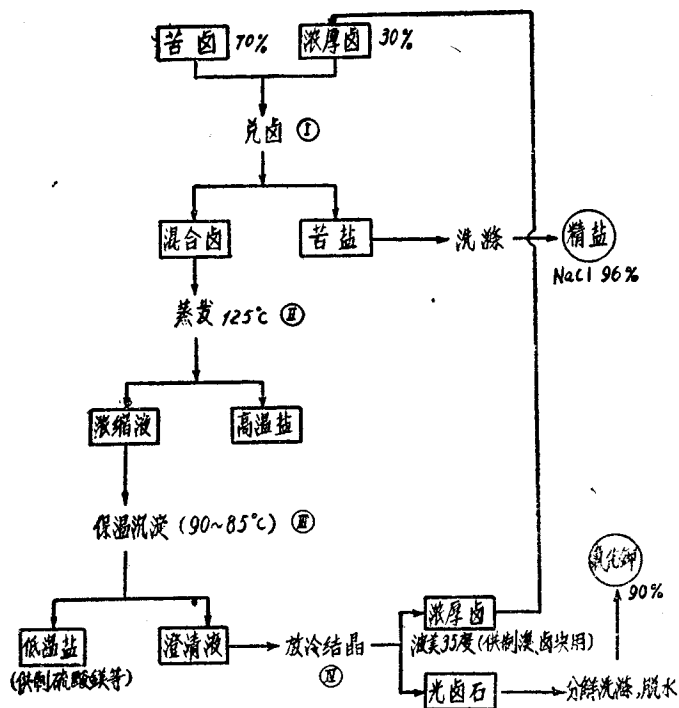 苦卤 70% 浓厚卤 30%
兑卤 Ⅰ
混合卤 苦盐 洗涤 精盐
NaCl 96%
蒸发 125℃ Ⅱ
浓缩液 高温盐
保温沉淀 (90~85℃) Ⅲ
氯化钾
90%
低温盐 澄清液 放冷结晶 浓厚卤
Ⅳ
(供制硫酸镁等)
波美35度(供制溴、卤块用)
光卤石 分解洗涤,脱水